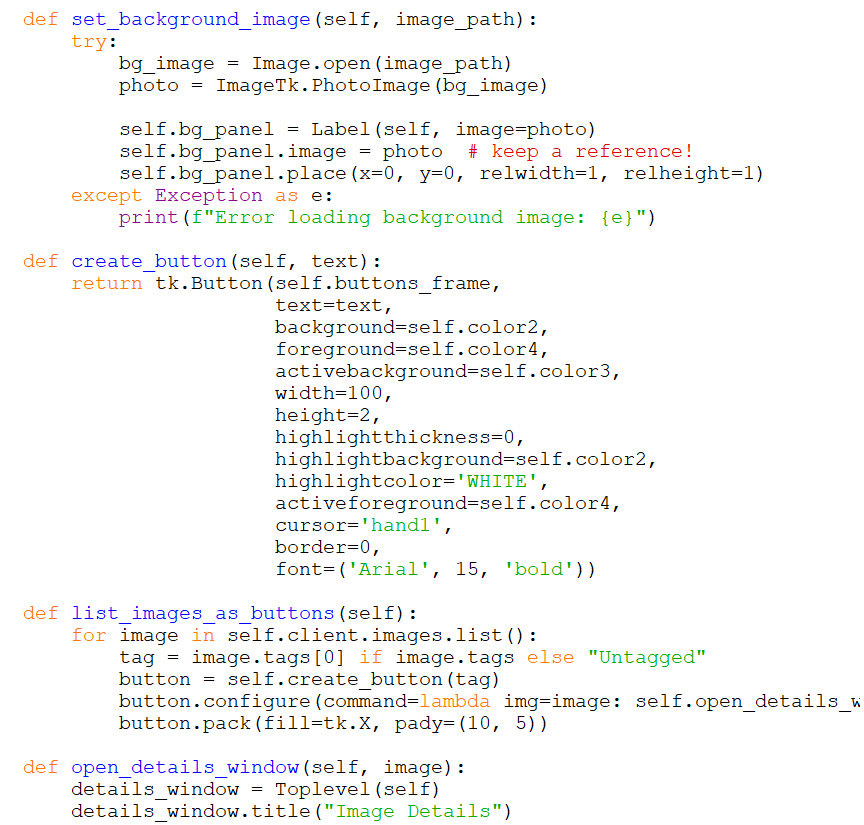 def set_background_image(self, image_path):
    try:
        bg_image = Image.open(image_path)
        photo = ImageTk.PhotoImage(bg_image)

        self.bg_panel = Label(self, image=photo)
        self.bg_panel.image = photo  # keep a reference!
        self.bg_panel.place(x=0, y=0, relwidth=1, relheight=1)
    except Exception as e:
        print(f"Error loading background image: {e}")

def create_button(self, text):
    return tk.Button(self.buttons_frame,
                     text=text,
                     background=self.color2,
                     foreground=self.color4,
                     activebackground=self.color3,
                     width=100,
                     height=2,
                     highlightthickness=0,
                     highlightbackground=self.color2,
                     highlightcolor='WHITE',
                     activeforeground=self.color4,
                     cursor='hand1',
                     border=0,
                     font=('Arial', 15, 'bold'))

def list_images_as_buttons(self):
    for image in self.client.images.list():
        tag = image.tags[0] if image.tags else "Untagged"
        button = self.create_button(tag)
        button.configure(command=lambda img=image: self.open_details_w
        button.pack(fill=tk.X, pady=(10, 5))

def open_details_window(self, image):
    details_window = Toplevel(self)
    details_window.title("Image Details")